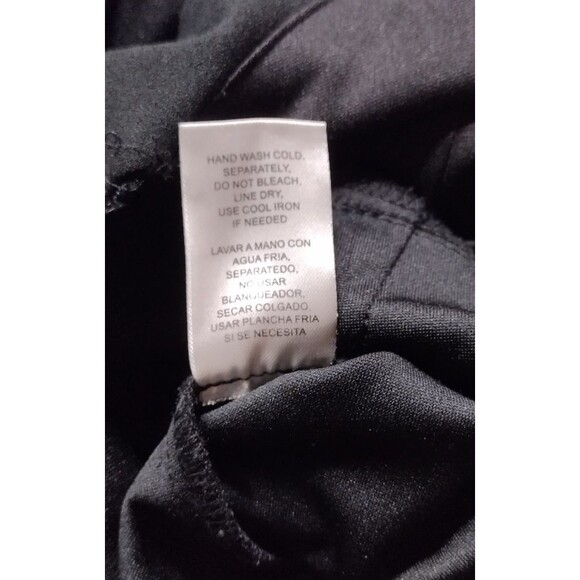 HAND WASH COLD,
SEPARATELY,
DO NOT BLEACH,
LINE DRY,
USE COOL IRON
IF NEEDED
LAVAR A MANO CON
AGUA FRIA,
SEPARATEDO,
NO USAR
BLANQUEADOR,
SECAR COLGADO,
USAR PLANCHA FRIA
SI SE NECESITA